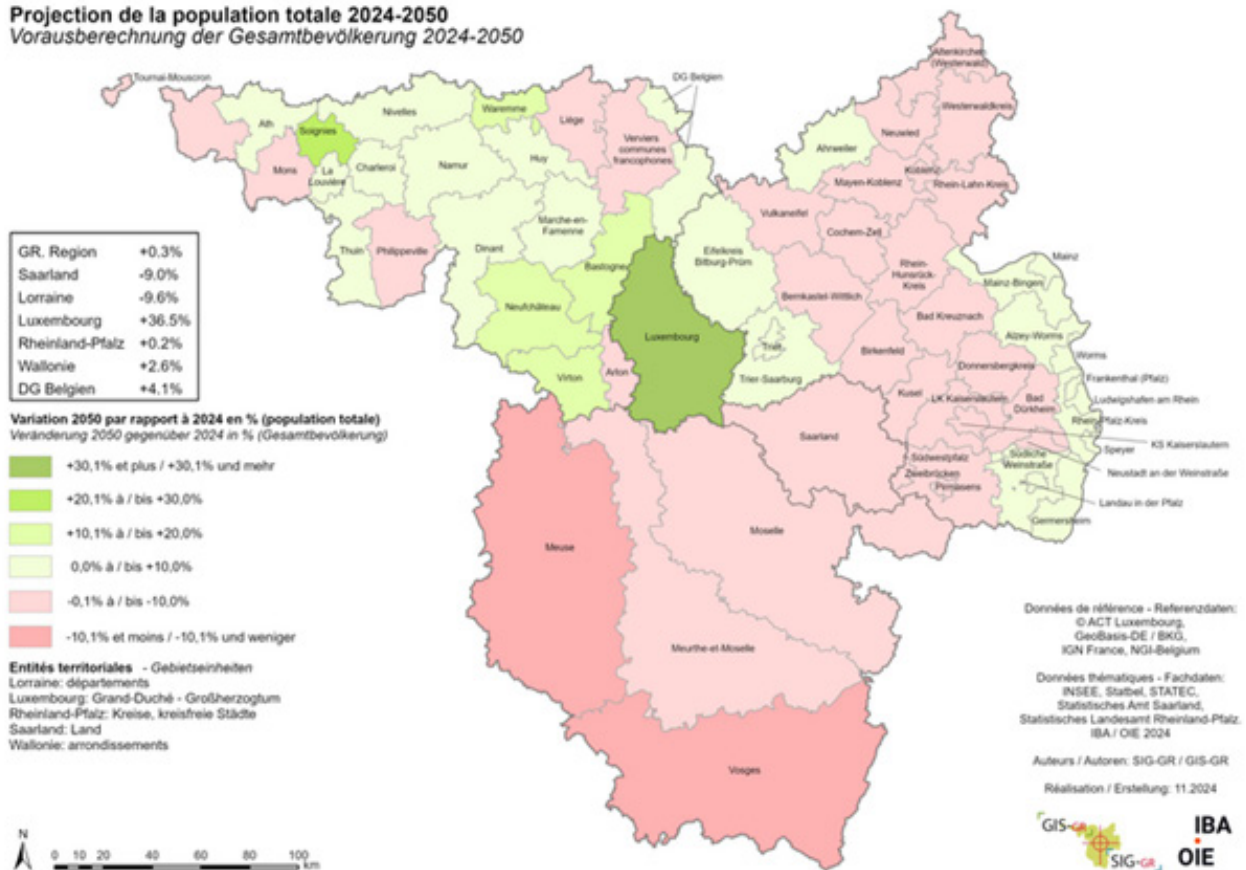 Projection de la population totale 2024-2050
Vorausberechnung der Gesamtbevölkerung 2024-2050
Tournai-Mouscron
DG Belgien
Altenkirchen
(Westerwald)
Ath
Nivelles
Waremme
Liège
Westerwaldkreis
Soignies
Neuwied
Verviers
communes
francophones
Ahrweiler
Mons
La
Louvière
Charleroi
Namur
Huy
Koblenz
Mayen-Koblenz
Rhein-Lahn-Kreis
Vulkaneifel
Cochem-Zell
Marche-en-
Famenne
Thuin
Philippeville
Dinant
Eifelkreis
Bitburg-Prüm
Rhein-
Hunsrück-
Kreis
Mainz
Mainz-Bingen
Bastogne
Bernkastel-Wittlich
Neufchâteau
Bad Kreuznach
Alzey-Worms
Luxembourg
Trier
Birkenfeld
Worms
Donnersbergkreis
Virton
Arlon
Trier-Saarburg
Frankenthal (Pfalz)
Kusel
LK Kaiserslautern
Bad
Dürkheim
Ludwigshafen am Rhein
Rhein-Pfalz-Kreis
Saarland
KS Kaiserslautern
Speyer
Südwestpfalz
Südliche
Weinstraße
Neustadt an der Weinstraße
Zweibrücken
Pirmasens
Landau in der Pfalz
Germersheim
Meuse
Moselle
Meurthe-et-Moselle
Vosges
GR. Region +0.3%
Saarland -9.0%
Lorraine -9.6%
Luxembourg +36.5%
Rheinland-Pfalz +0.2%
Wallonie +2.6%
DG Belgien +4.1%
Variation 2050 par rapport à 2024 en % (population totale)
Veränderung 2050 gegenüber 2024 in % (Gesamtbevölkerung)
+30,1% et plus / +30,1% und mehr
+20,1% à / bis +30,0%
+10,1% à / bis +20,0%
0,0% à / bis +10,0%
-0,1% à / bis -10,0%
-10,1% et moins / -10,1% und weniger
Entités territoriales - Gebietseinheiten
Lorraine: départements
Luxembourg: Grand-Duché - Großherzogtum
Rheinland-Pfalz: Kreise, kreisfreie Städte
Saarland: Land
Wallonie: arrondissements
N
0 10 20 40 60 80 100
km
Données de référence - Referenzdaten:
© ACT Luxembourg,
GeoBasis-DE / BKG,
IGN France, NGI-Belgium
Données thématiques - Fachdaten:
INSEE, Statbel, STATEC,
Statistisches Amt Saarland,
Statistisches Landesamt Rheinland-Pfalz.
IBA / OIE 2024
Auteurs / Autoren: SIG-GR / GIS-GR
Réalisation / Erstellung: 11.2024
GIS-GR
SIG-GR
IBA
OIE